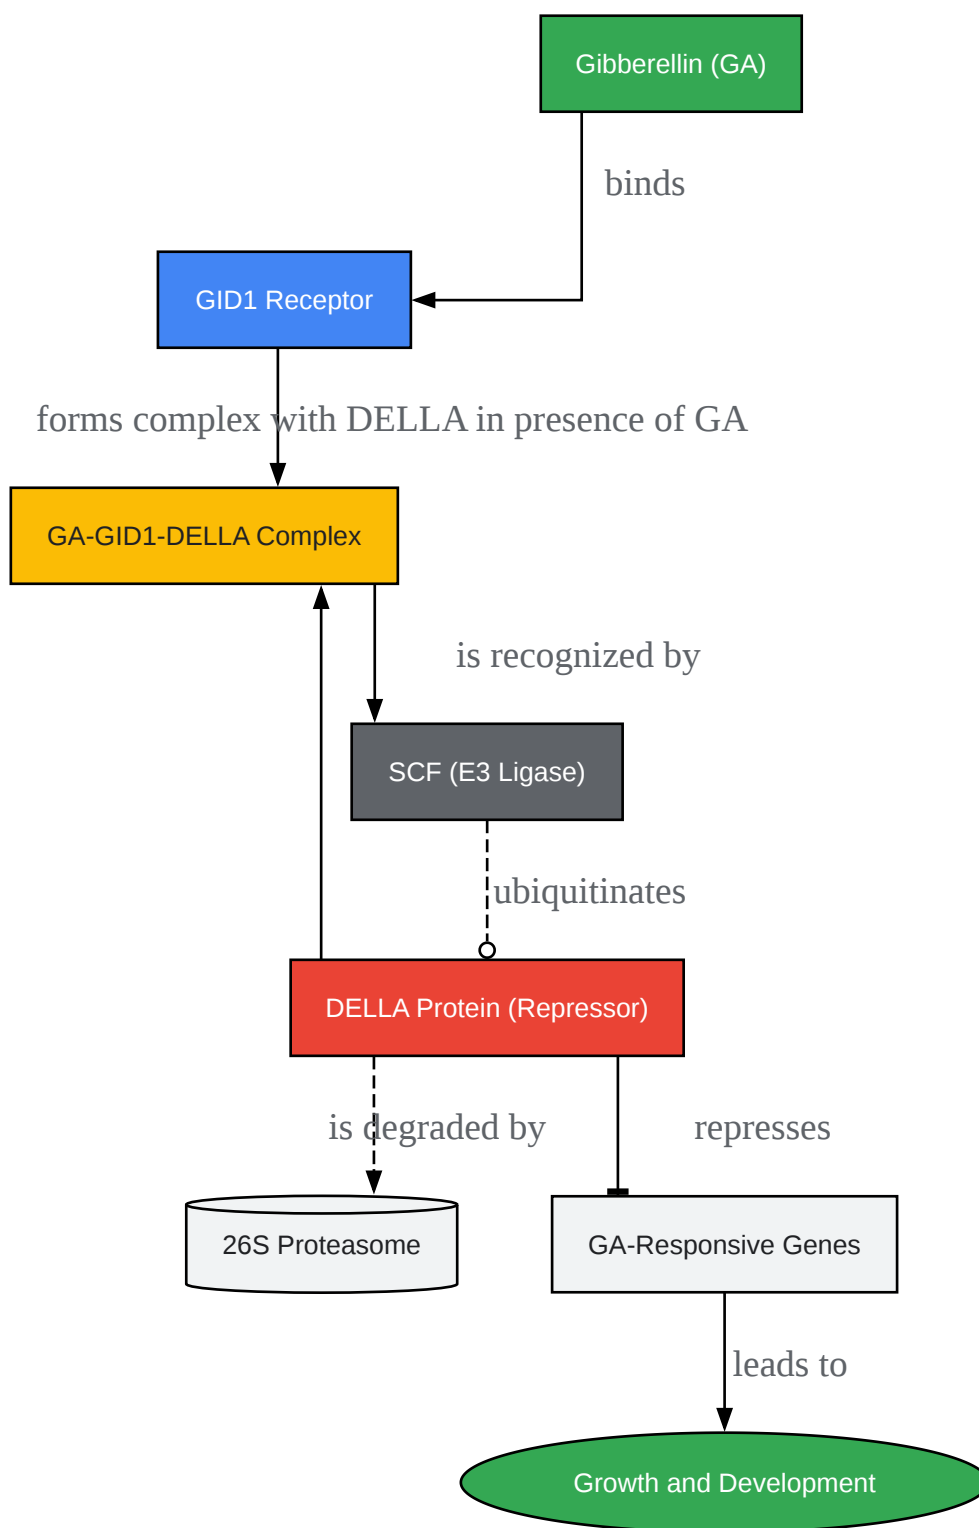 Gibberellin (GA)
binds
GID1 Receptor
forms complex with DELLA in presence of GA
GA-GID1-DELLA Complex
is recognized by
SCF (E3 Ligase)
ubiquitinates
DELLA Protein (Repressor)
is degraded by
represses
26S Proteasome
GA-Responsive Genes
leads to
Growth and Development